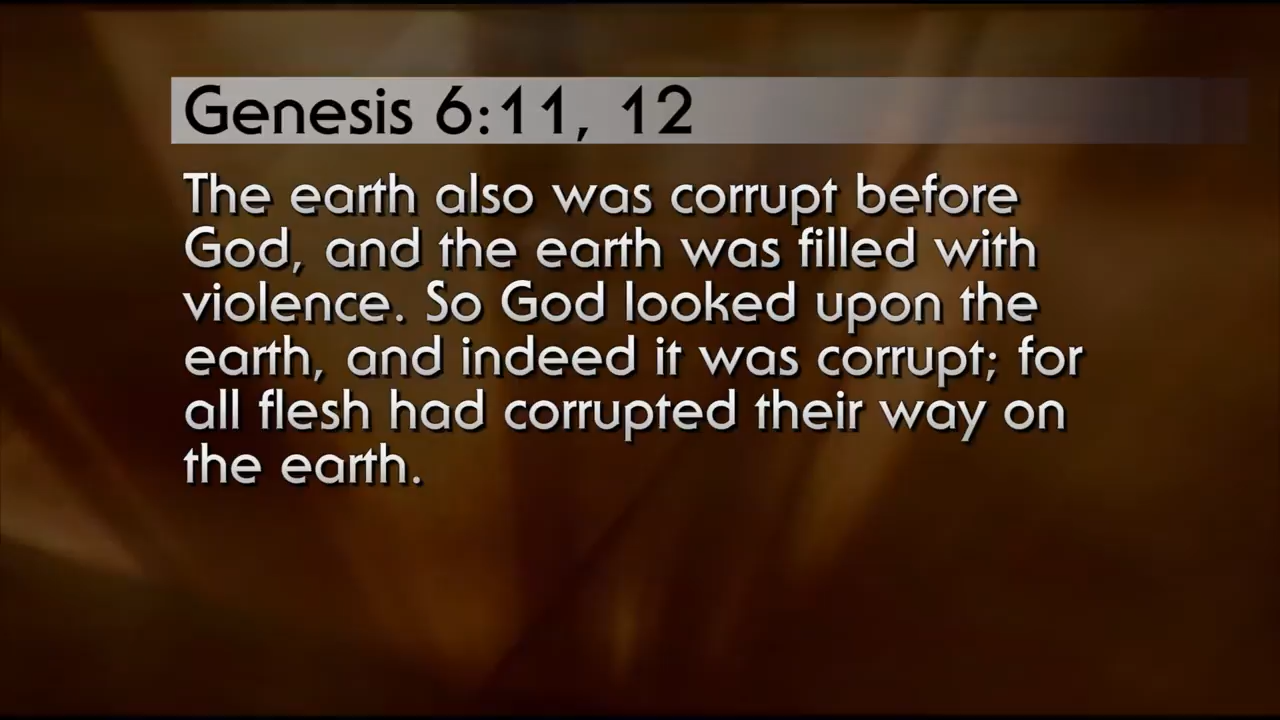 Genesis 6:11, 12
The earth also was corrupt before
God, and the earth was filled with
violence. So God looked upon the
earth, and indeed it was corrupt; for
all flesh had corrupted their way on
the earth.